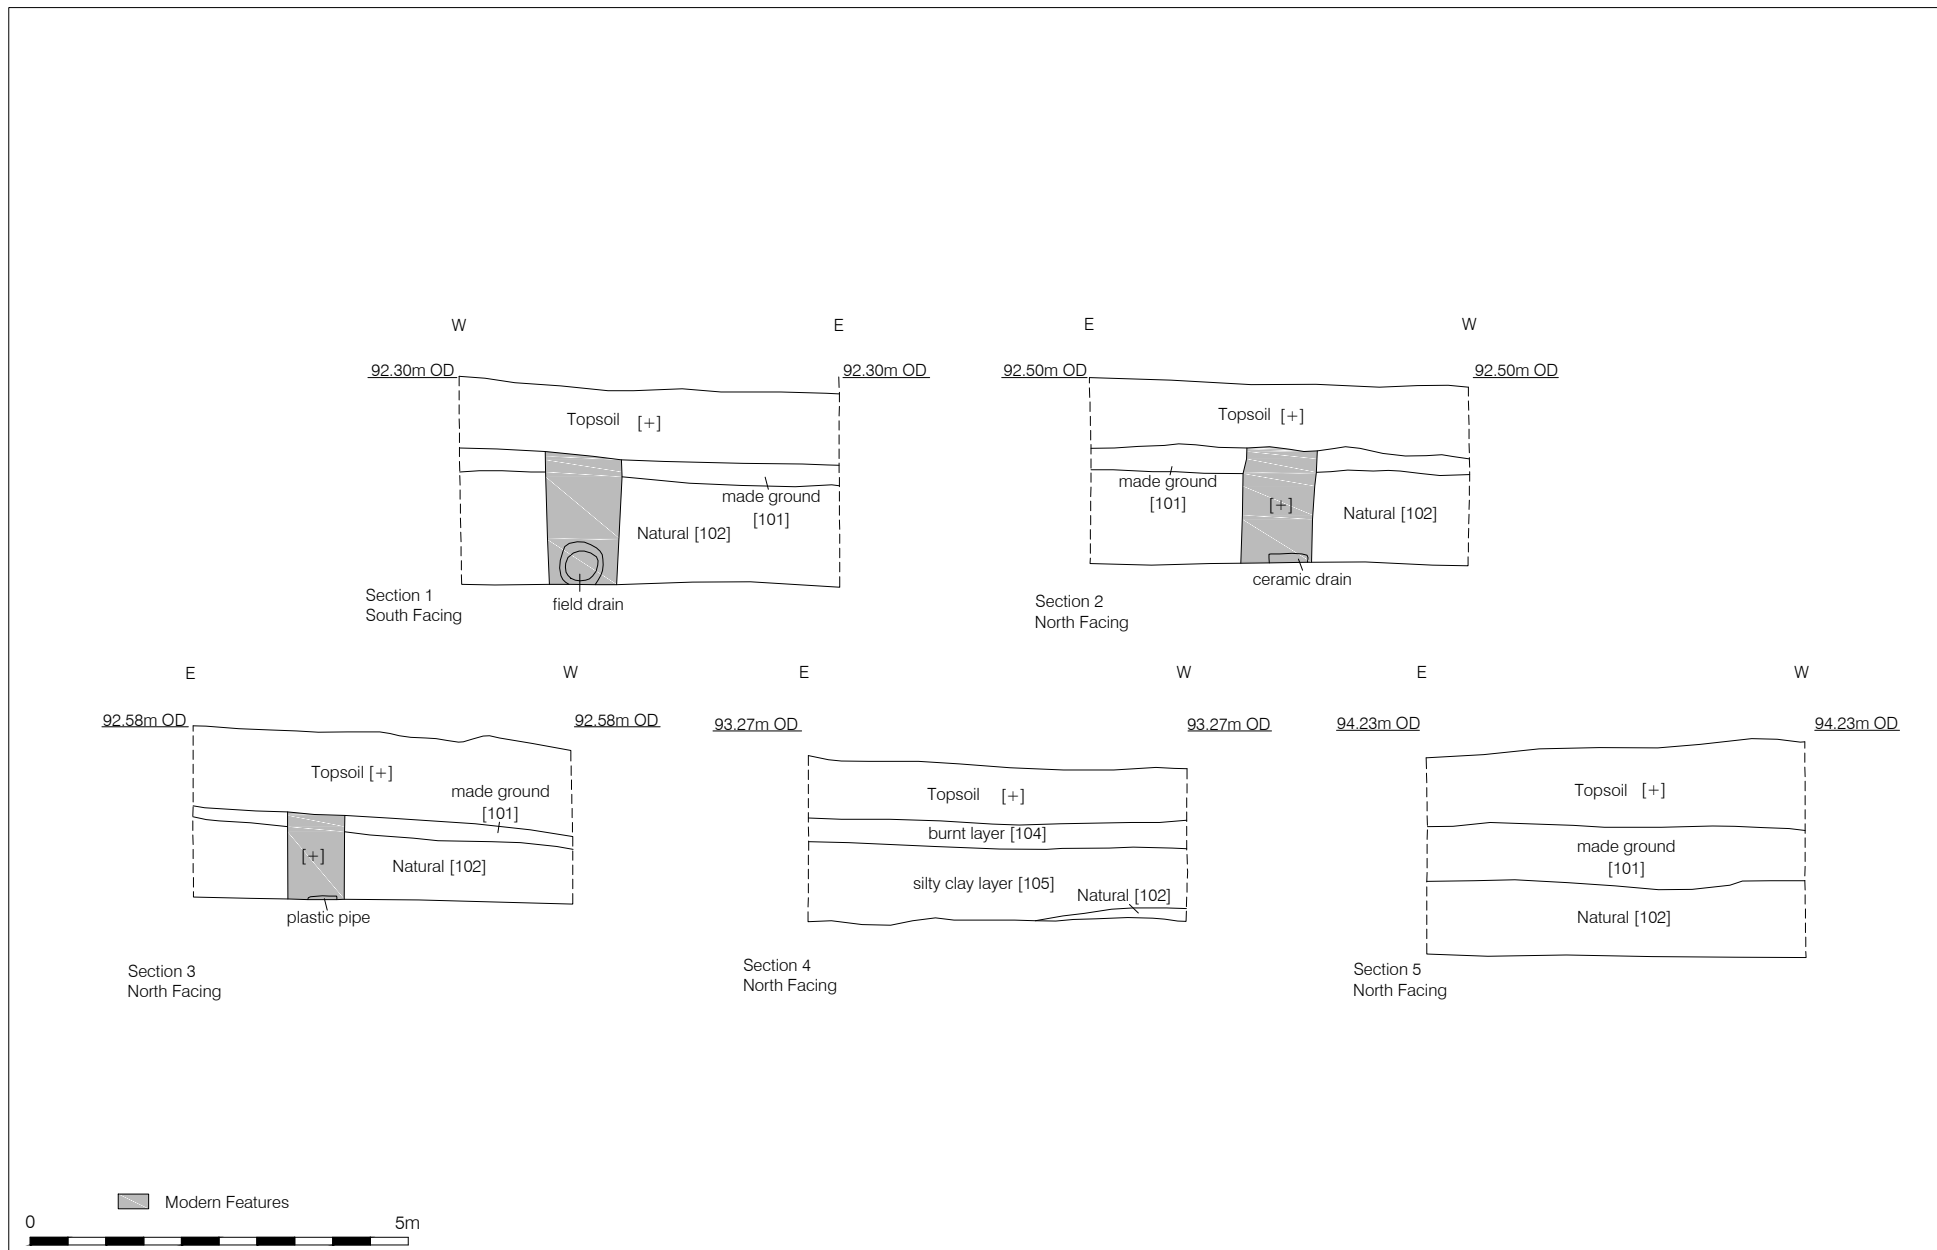 W
E
92.30m OD
92.30m OD
Topsoil [+]
made ground
[101]
Natural [102]
field drain
Section 1
South Facing
E
W
92.50m OD
92.50m OD
Topsoil [+]
made ground
[101]
[+]
Natural [102]
ceramic drain
Section 2
North Facing
E
W
92.58m OD
92.58m OD
Topsoil [+]
made ground
[101]
[+]
Natural [102]
plastic pipe
Section 3
North Facing
E
W
93.27m OD
93.27m OD
Topsoil [+]
burnt layer [104]
silty clay layer [105]
Natural [102]
Section 4
North Facing
E
W
94.23m OD
94.23m OD
Topsoil [+]
made ground
[101]
Natural [102]
Section 5
North Facing
Modern Features
0
5m